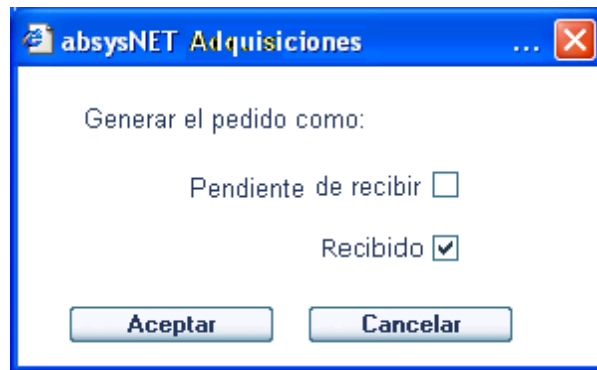 absysNET Adquisiciones ...
Generar el pedido como:
Pendiente de recibir
Recibido
Aceptar Cancelar